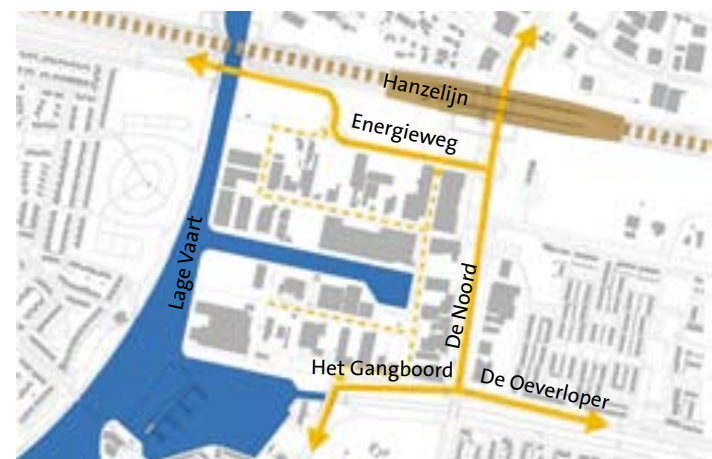 Hanzelijn
Energieweg
Lage Vaart
De Noord
Het Gangboord
De Oeverloper